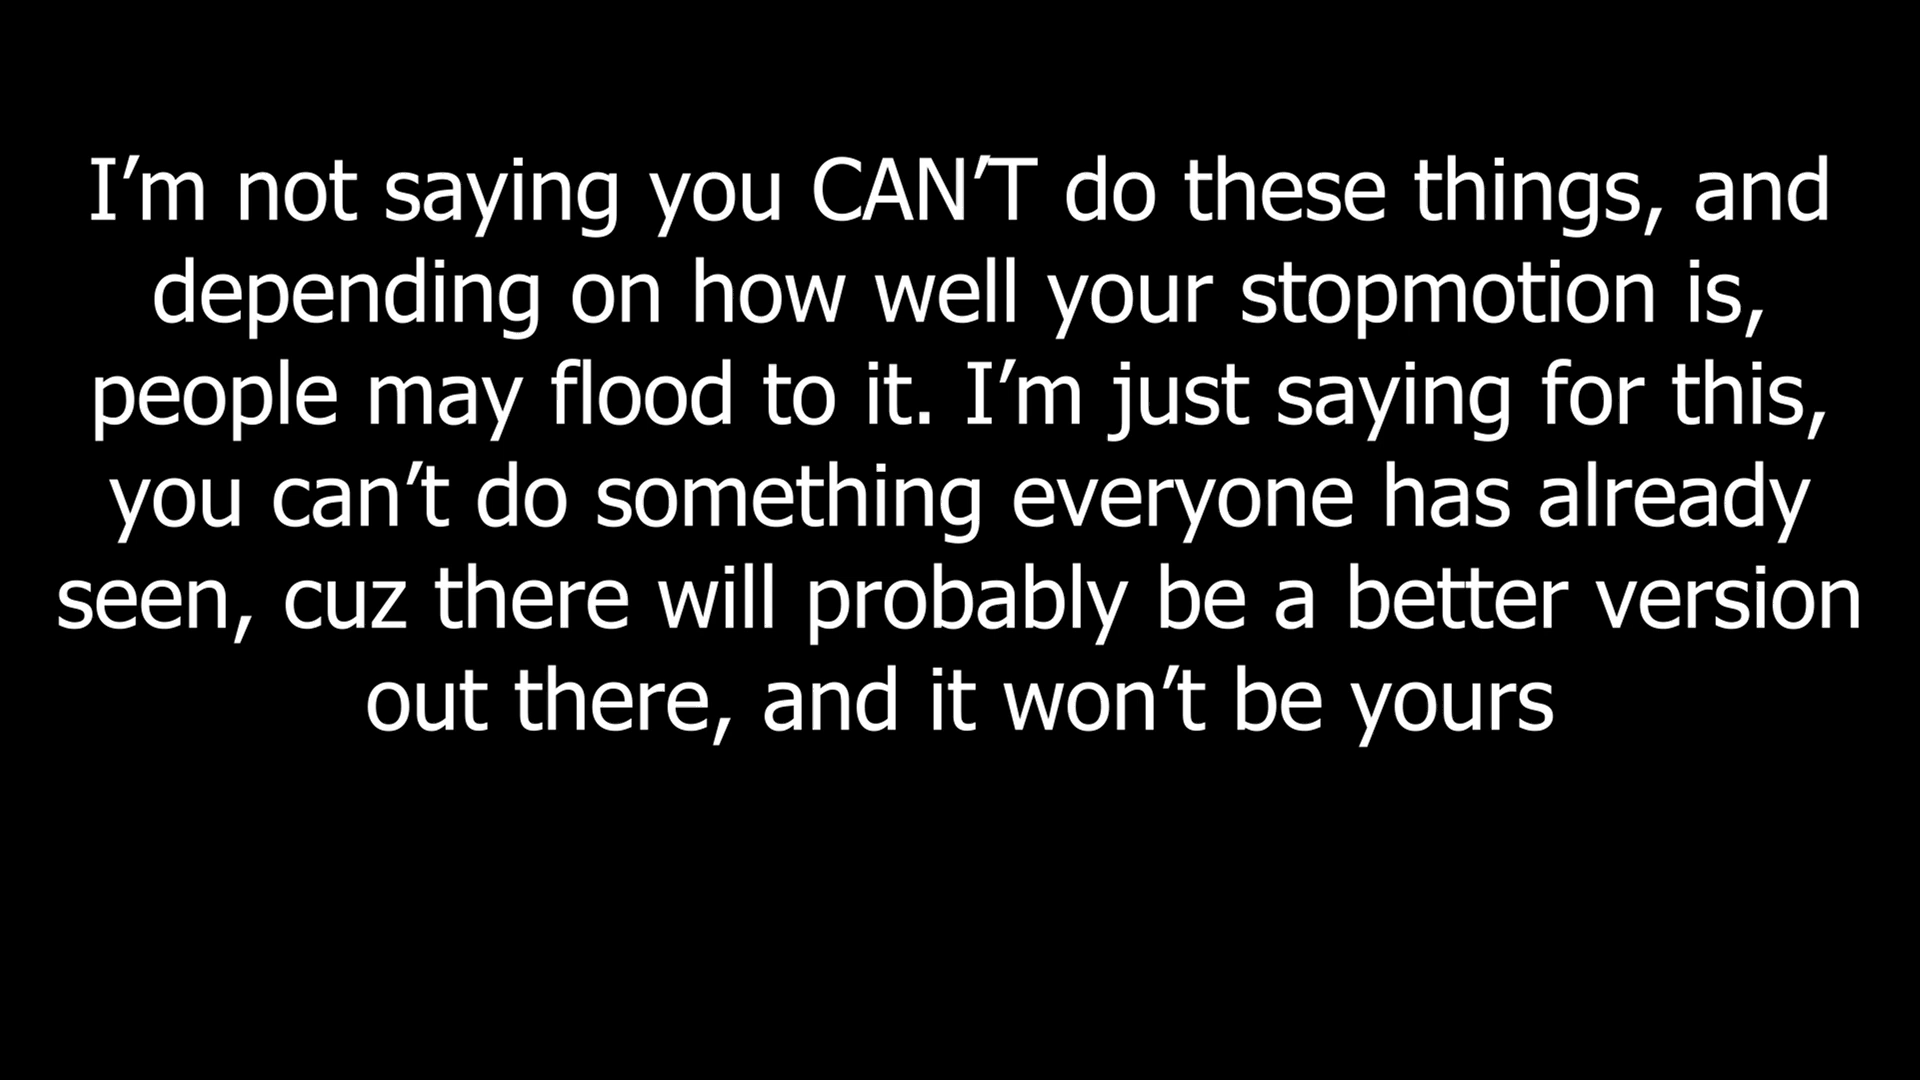 I’m not saying you CAN’T do these things, and
depending on how well your stopmotion is,
people may flood to it. I’m just saying for this,
you can’t do something everyone has already
seen, cuz there will probably be a better version
out there, and it won’t be yours